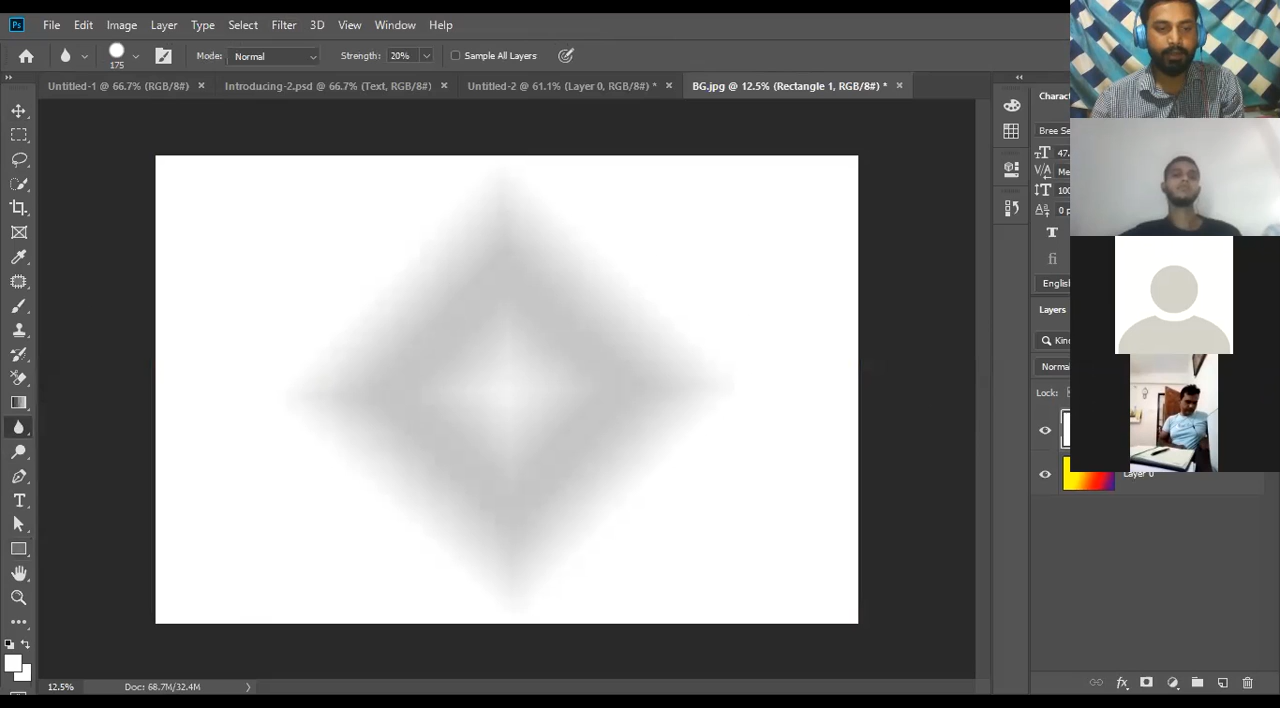 Ps File Edit Image Layer Type Select Filter 3D View Window Help
175 Mode: Normal Strength: 20% Sample All Layers
Untitled-1 @ 66.7% (RGB/8#) × Introducing-2.psd @ 66.7% (Text, RGB/8#) × Untitled-2 @ 61.1% (Layer 0, RGB/8#) * × BG.jpg @ 12.5% (Rectangle 1, RGB/8#) * ×
Charac
Bree Se
47.
Me
100
0 p
T
fi
English
Layers
Kind
Norma
Lock:
Layer 0
12.5% Doc: 68.7M/32.4M
fx